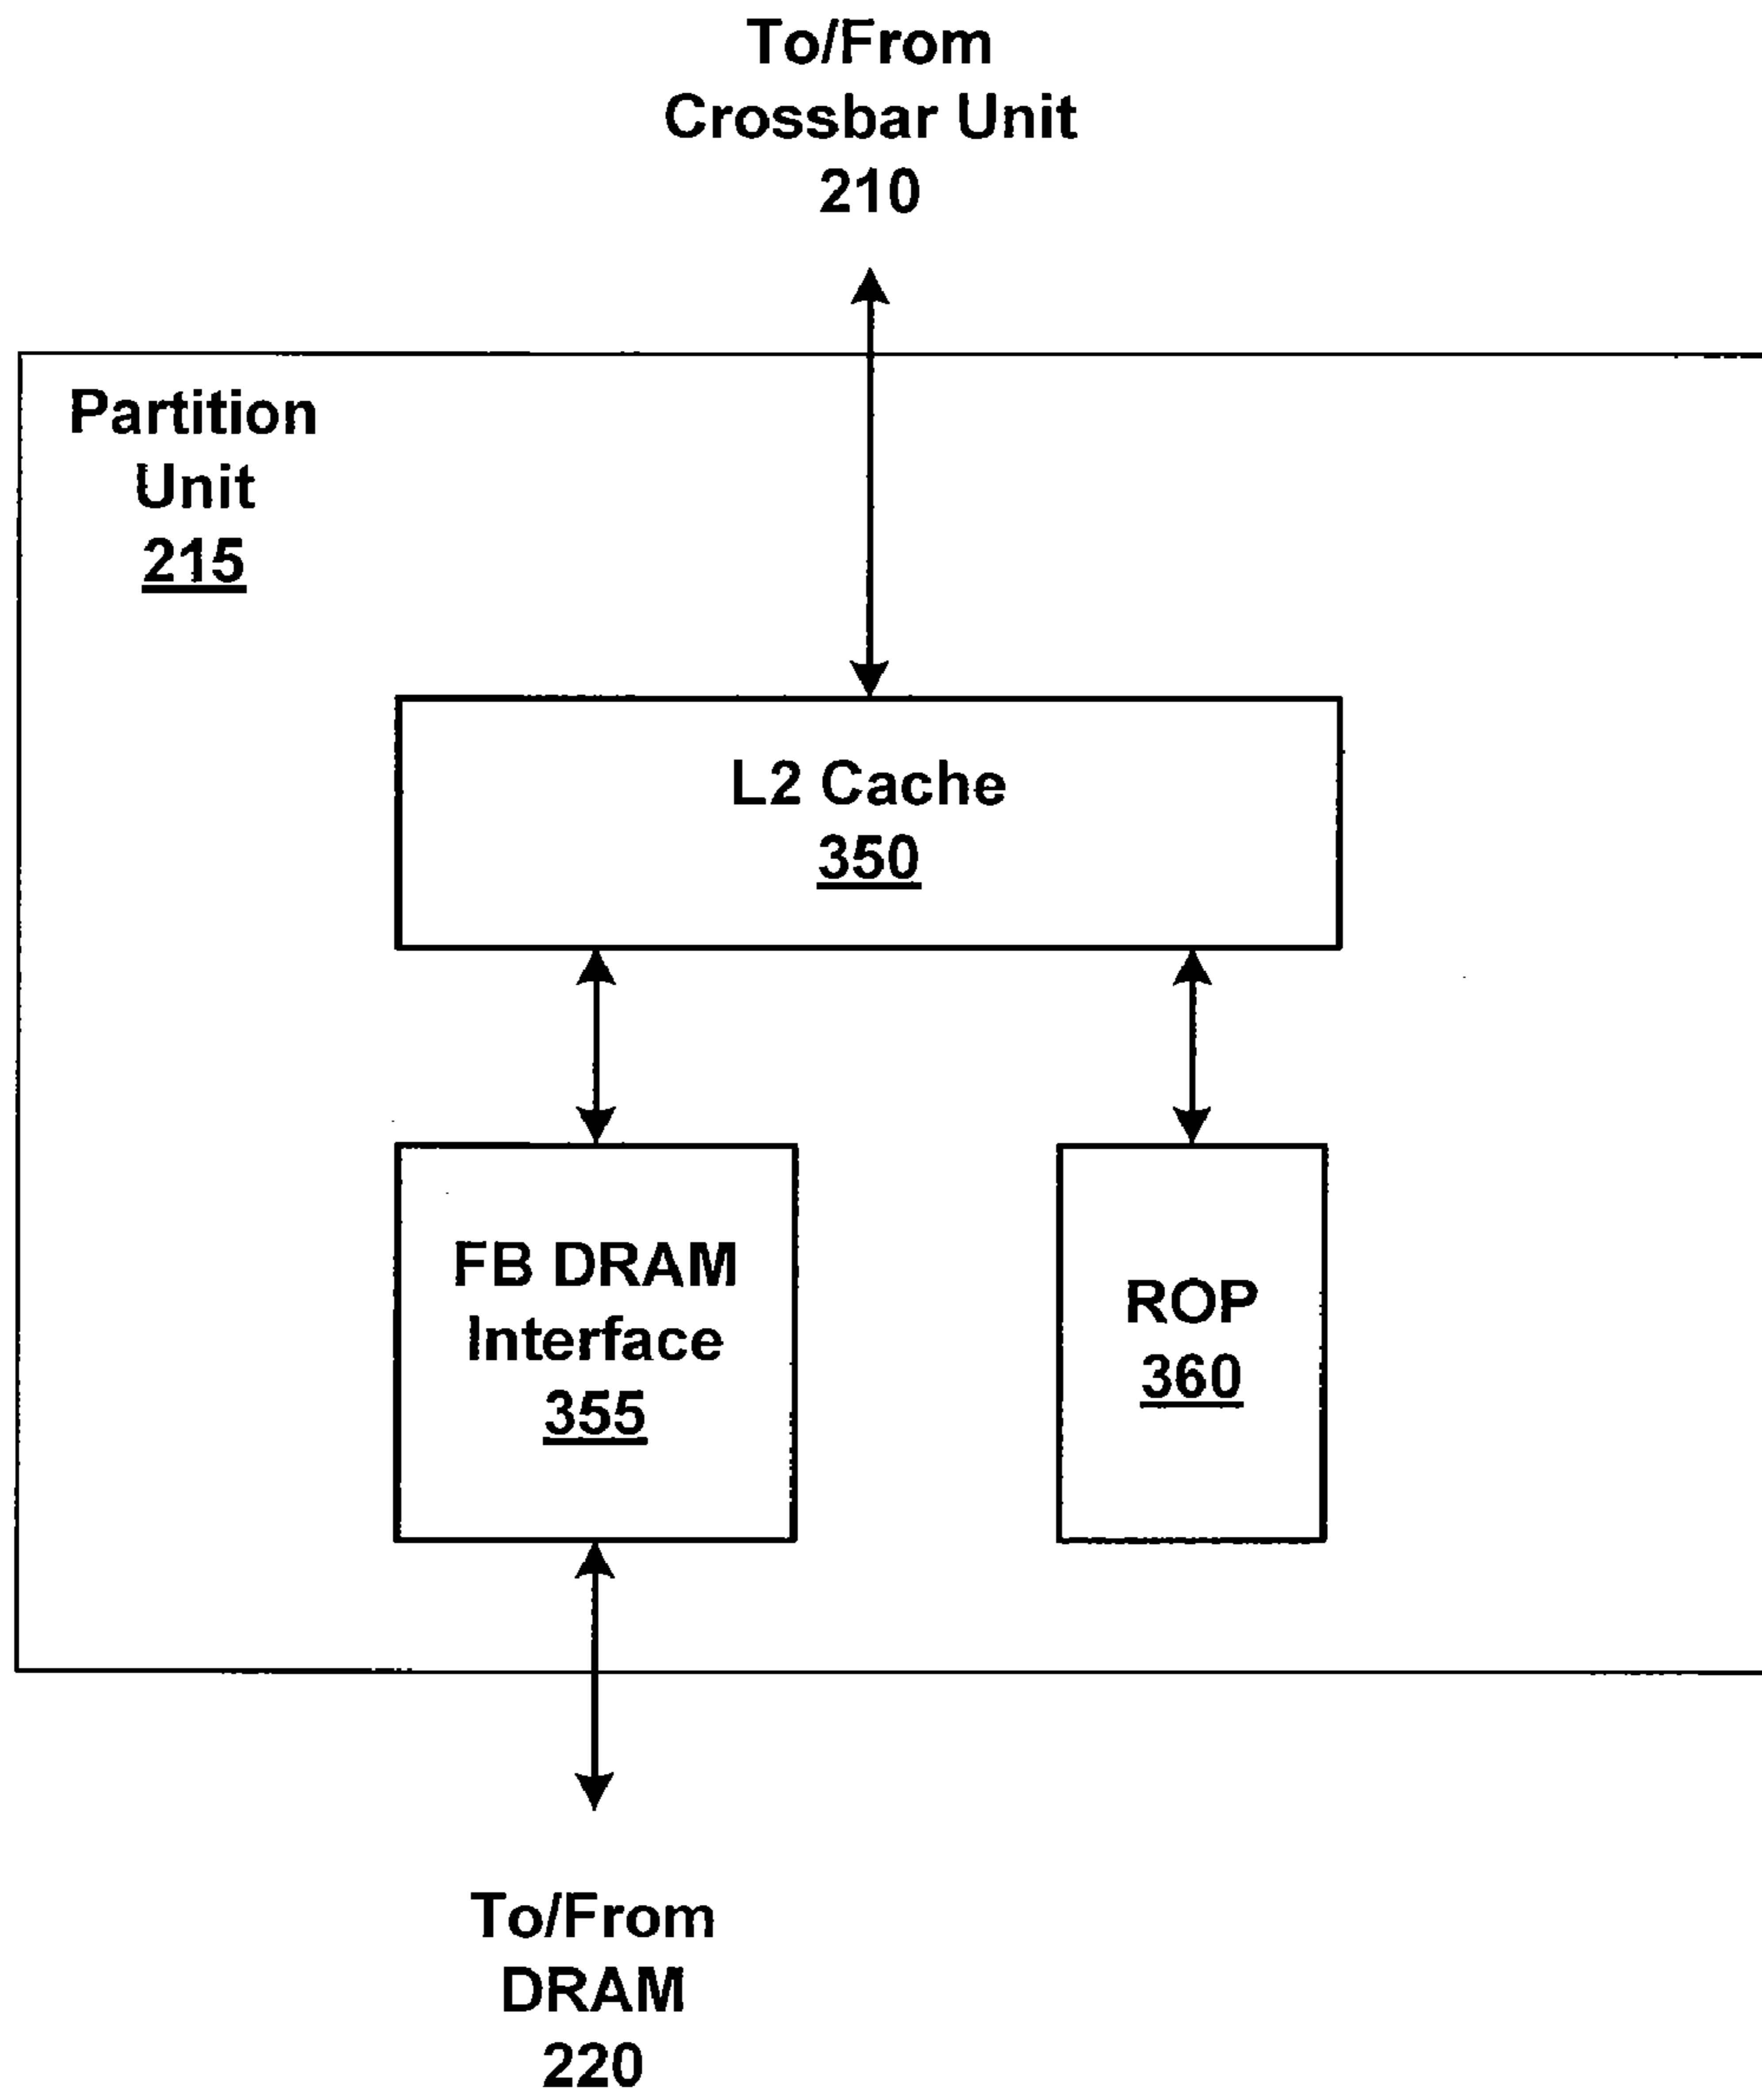 To/From
Crossbar Unit
210
Partition
Unit
215
L2 Cache
350
FB DRAM
Interface
355
ROP
360
To/From
DRAM
220